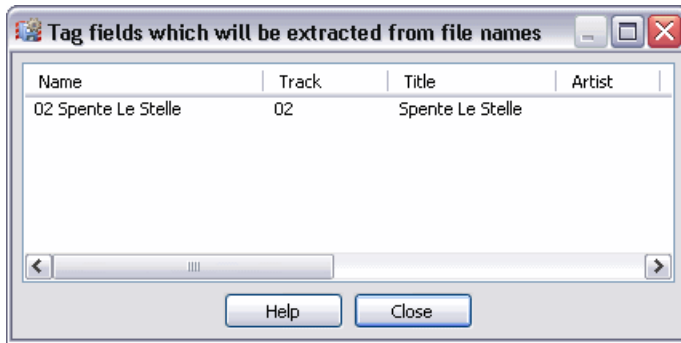 Tag fields which will be extracted from file names
Name Track Title Artist
02 Spente Le Stelle 02 Spente Le Stelle
Help Close